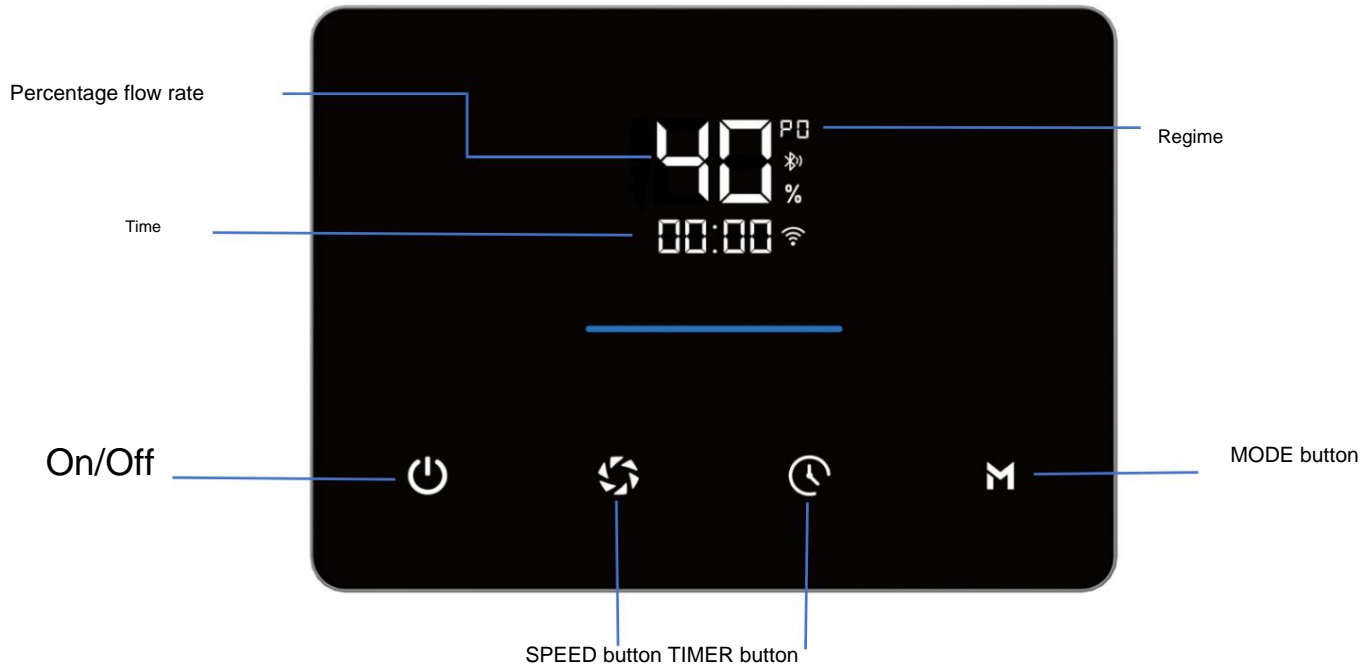 Percentage flow rate
40
P0
Regime
%
Time
00:00
On/Off
M
MODE button
SPEED button TIMER button